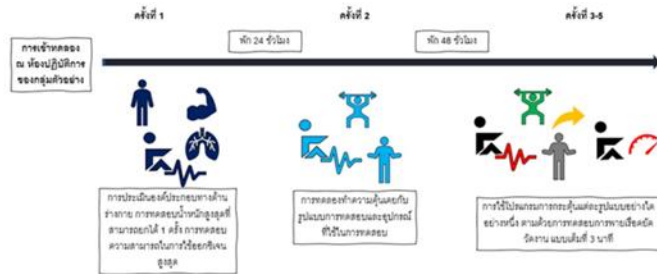 ครั้งที่ 1
ครั้งที่ 2
ครั้งที่ 3-5
พัก 24 ชั่วโมง
พัก 48 ชั่วโมง
การเข้าทดลอง
ณ ห้องปฏิบัติการ
ของกลุ่มตัวอย่าง
การประเมินองค์ประกอบทางด้าน
ร่างกาย การทดสอบน้ำหนักสูงสุดที่
สามารถยกได้ 1 ครั้ง การทดสอบ
ความสามารถในการใช้ออกซิเจน
สูงสุด
การทดลองทำความคุ้นเคยกับ
รูปแบบการทดสอบและอุปกรณ์
ที่ใช้ในการทดสอบ
การใช้โปรแกรมการกระตุ้นแต่ละรูปแบบอย่างใด
อย่างหนึ่ง ตามด้วยการทดสอบการพายเรือยัด
วัดงาน แบบเต็มที่ 3 นาที